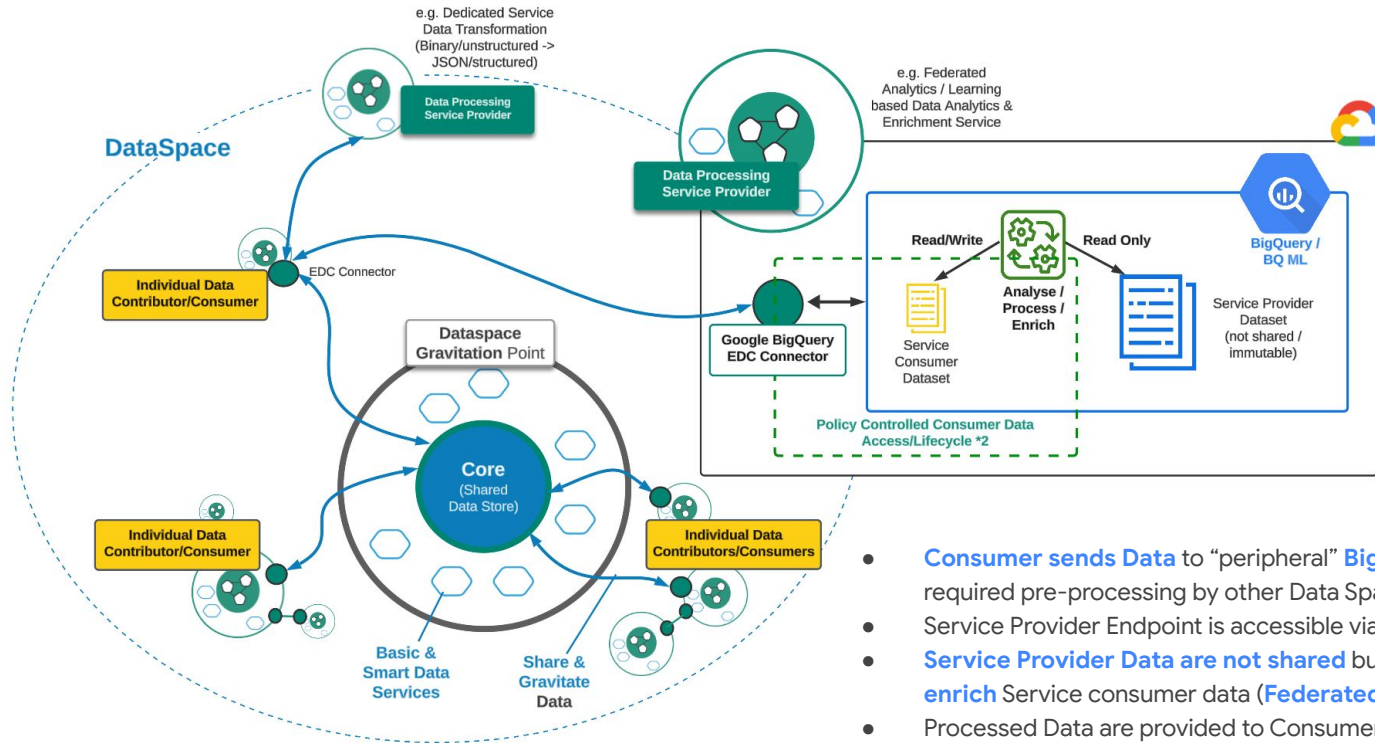 e.g. Dedicated Service
Data Transformation
(Binary/unstructured ->
JSON/structured)
Data Processing
Service Provider
DataSpace
e.g. Federated
Analytics / Learning
based Data Analytics &
Enrichment Service
Data Processing
Service Provider
BigQuery /
BQ ML
Read/Write
Read Only
Analyse /
Process /
Enrich
Service
Consumer
Dataset
Service Provider
Dataset
(not shared /
immutable)
EDC Connector
Individual Data
Contributor/Consumer
Google BigQuery
EDC Connector
Policy Controlled Consumer Data
Access/Lifecycle *2
Dataspace
Gravitation Point
Core
(Shared
Data Store)
Individual Data
Contributor/Consumer
Individual Data
Contributors/Consumers
Basic &
Smart Data
Services
Share &
Gravitate
Data
● Consumer sends Data to “peripheral”
required pre-processing by other Data
● Service Provider Endpoint is accessible via
● Service Provider Data are not shared
enrich Service consumer data (Federated
● Processed Data are provided to Consumer